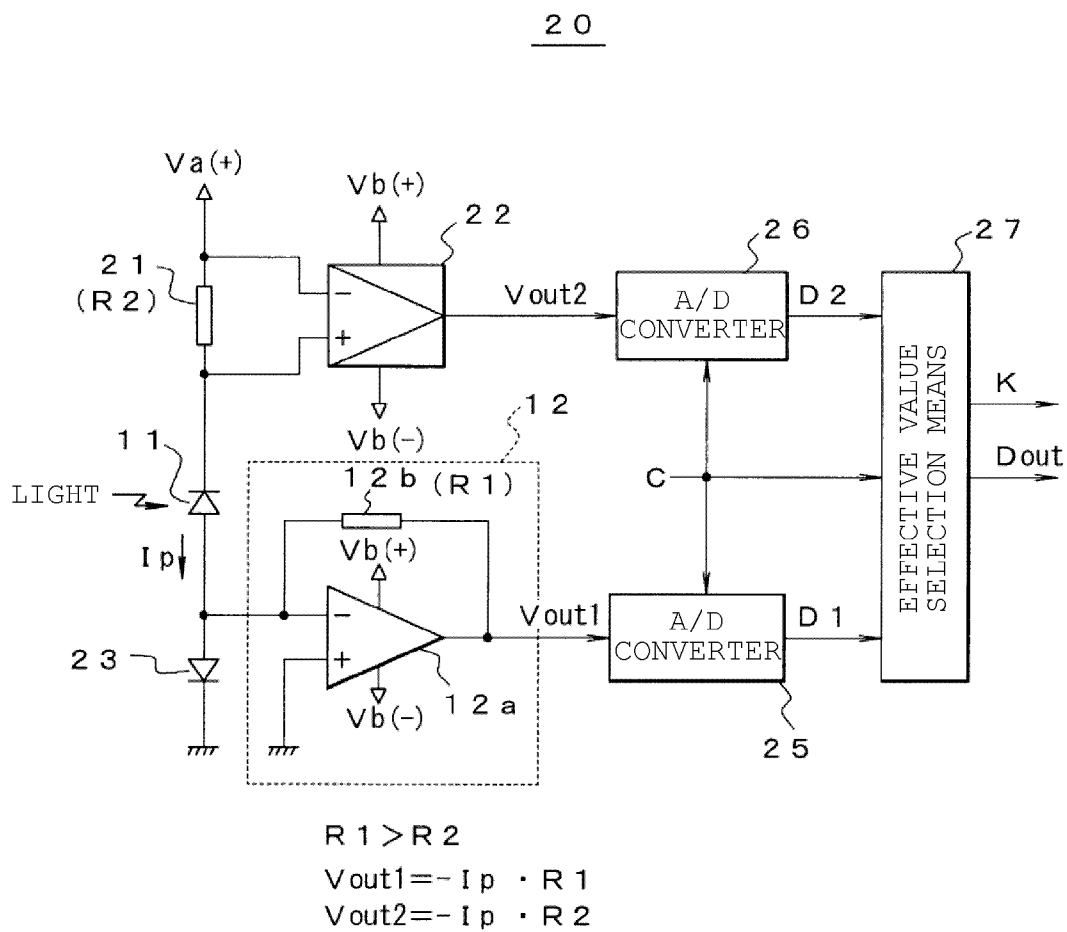 20
Va(+)
Vb(+)
22
26
27
21
(R2)
−
+
Vout2
A/D
CONVERTER
D2
Vb(−)
12
11
LIGHT
Ip
12b (R1)
Vb(+)
C
EFFECTIVE VALUE
SELECTION MEANS
K
Dout
−
+
Vout1
A/D
CONVERTER
D1
23
Vb(−)
12a
25
R1>R2
Vout1=-Ip · R1
Vout2=-Ip · R2